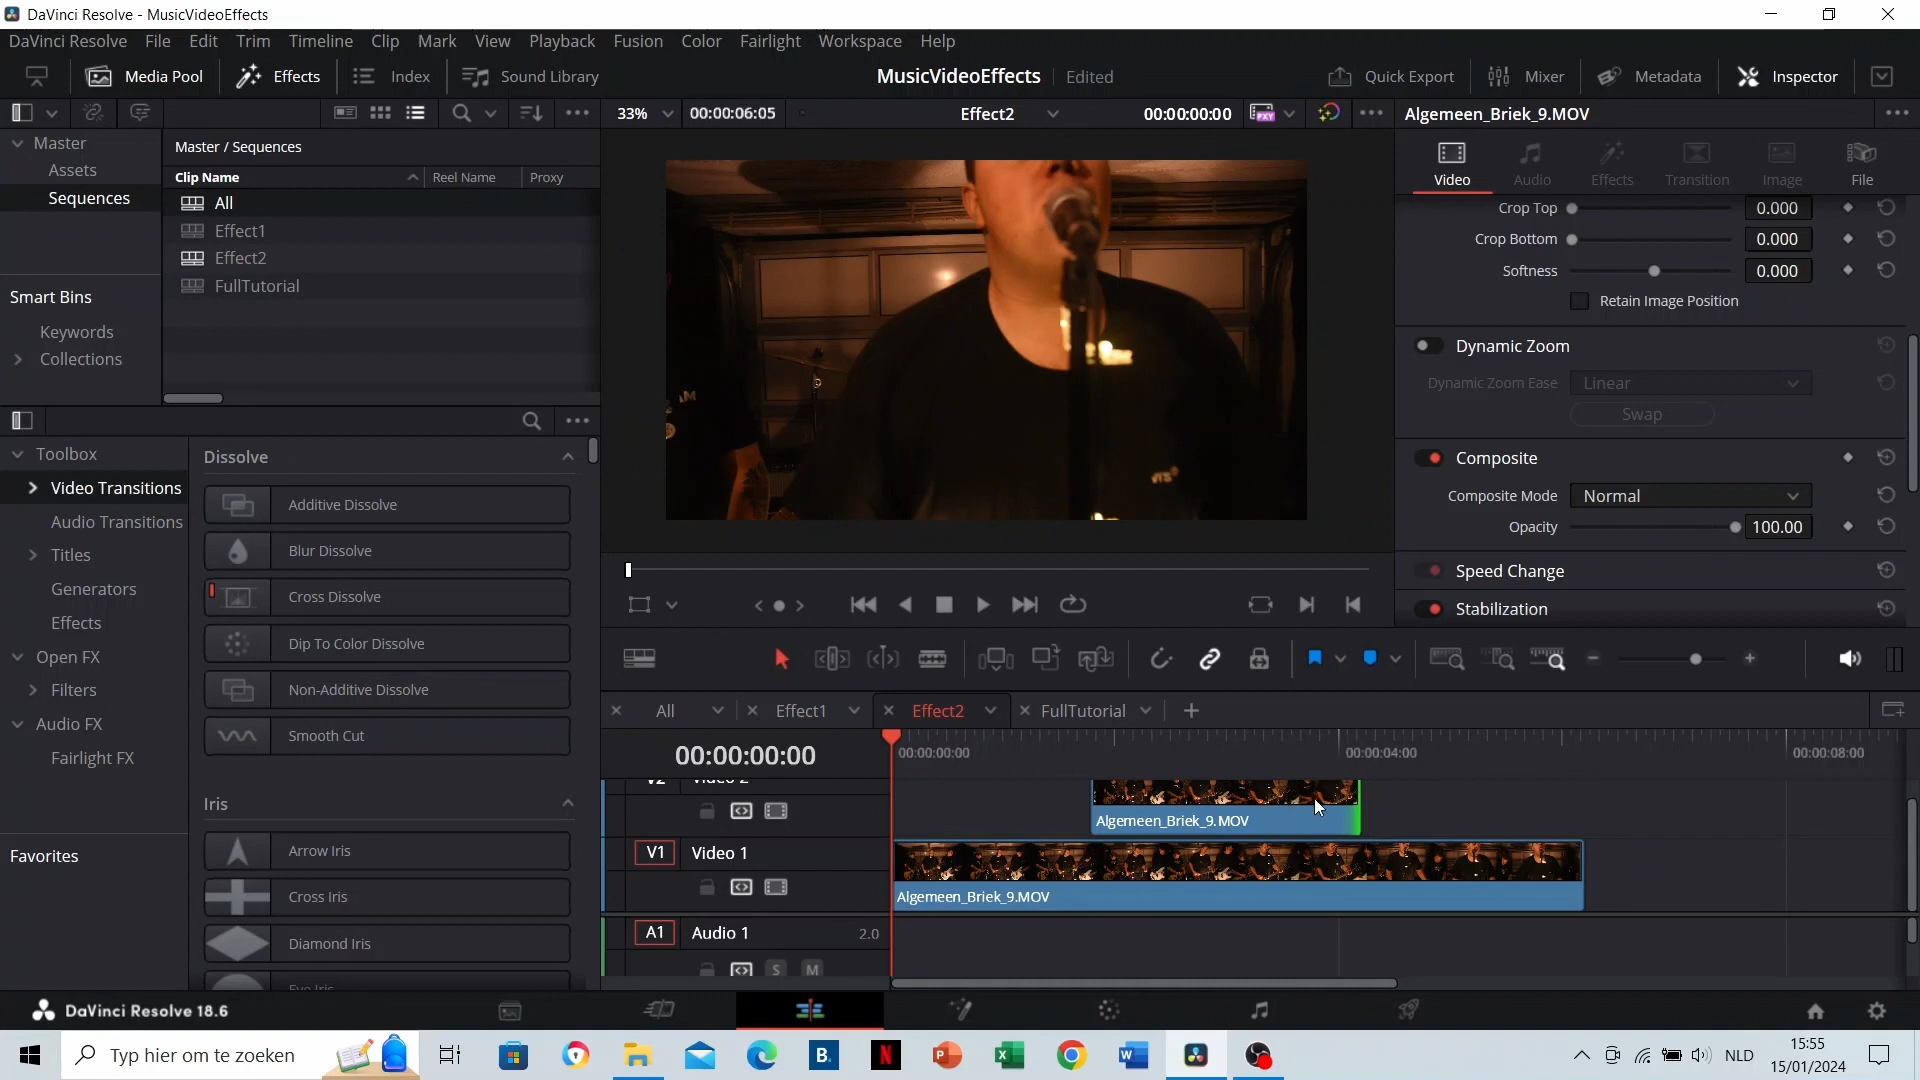 DaVinci Resolve - MusicVideoEffects
DaVinci Resolve File Edit Trim Timeline Clip Mark View Playback Fusion Color Fairlight Workspace Help
Media Pool Effects Index Sound Library MusicVideoEffects Edited Quick Export Mixer Metadata Inspector
33% 00:00:06:05 Effect2 00:00:00:00 PXY Algemeen_Briek_9.MOV
Master
Assets
Sequences
Smart Bins
Keywords
Collections
Master / Sequences
Clip Name Reel Name Proxy
All
Effect1
Effect2
FullTutorial
Video Audio Effects Transition Image File
Crop Top 0.000
Crop Bottom 0.000
Softness 0.000
Retain Image Position
Dynamic Zoom
Dynamic Zoom Ease Linear
Swap
Composite
Composite Mode Normal
Opacity 100.00
Speed Change
Stabilization
Toolbox
Video Transitions
Audio Transitions
Titles
Generators
Effects
Open FX
Filters
Audio FX
Fairlight FX
Favorites
Dissolve
Additive Dissolve
Blur Dissolve
Cross Dissolve
Dip To Color Dissolve
Non-Additive Dissolve
Smooth Cut
Iris
Arrow Iris
Cross Iris
Diamond Iris
Eye Iris
All Effect1 Effect2 FullTutorial
00:00:00:00 00:00:00:00 00:00:04:00 00:00:08:00
V2 Video 2
Algemeen_Briek_9.MOV
V1 Video 1
Algemeen_Briek_9.MOV
A1 Audio 1 2.0
S M
DaVinci Resolve 18.6
Typ hier om te zoeken
B.
N
NLD
15:55
15/01/2024